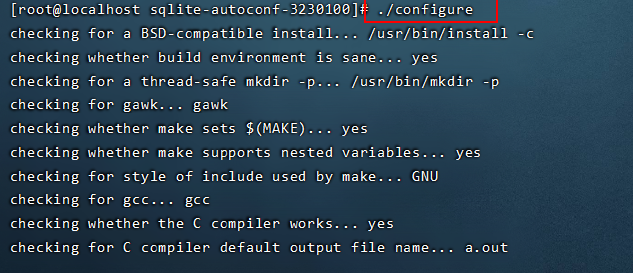 [root@localhost sqlite-autoconf-3230100]# ./configure
checking for a BSD-compatible install... /usr/bin/install -c
checking whether build environment is sane... yes
checking for a thread-safe mkdir -p... /usr/bin/mkdir -p
checking for gawk... gawk
checking whether make sets $(MAKE)... yes
checking whether make supports nested variables... yes
checking for style of include used by make... GNU
checking for gcc... gcc
checking whether the C compiler works... yes
checking for C compiler default output file name... a.out